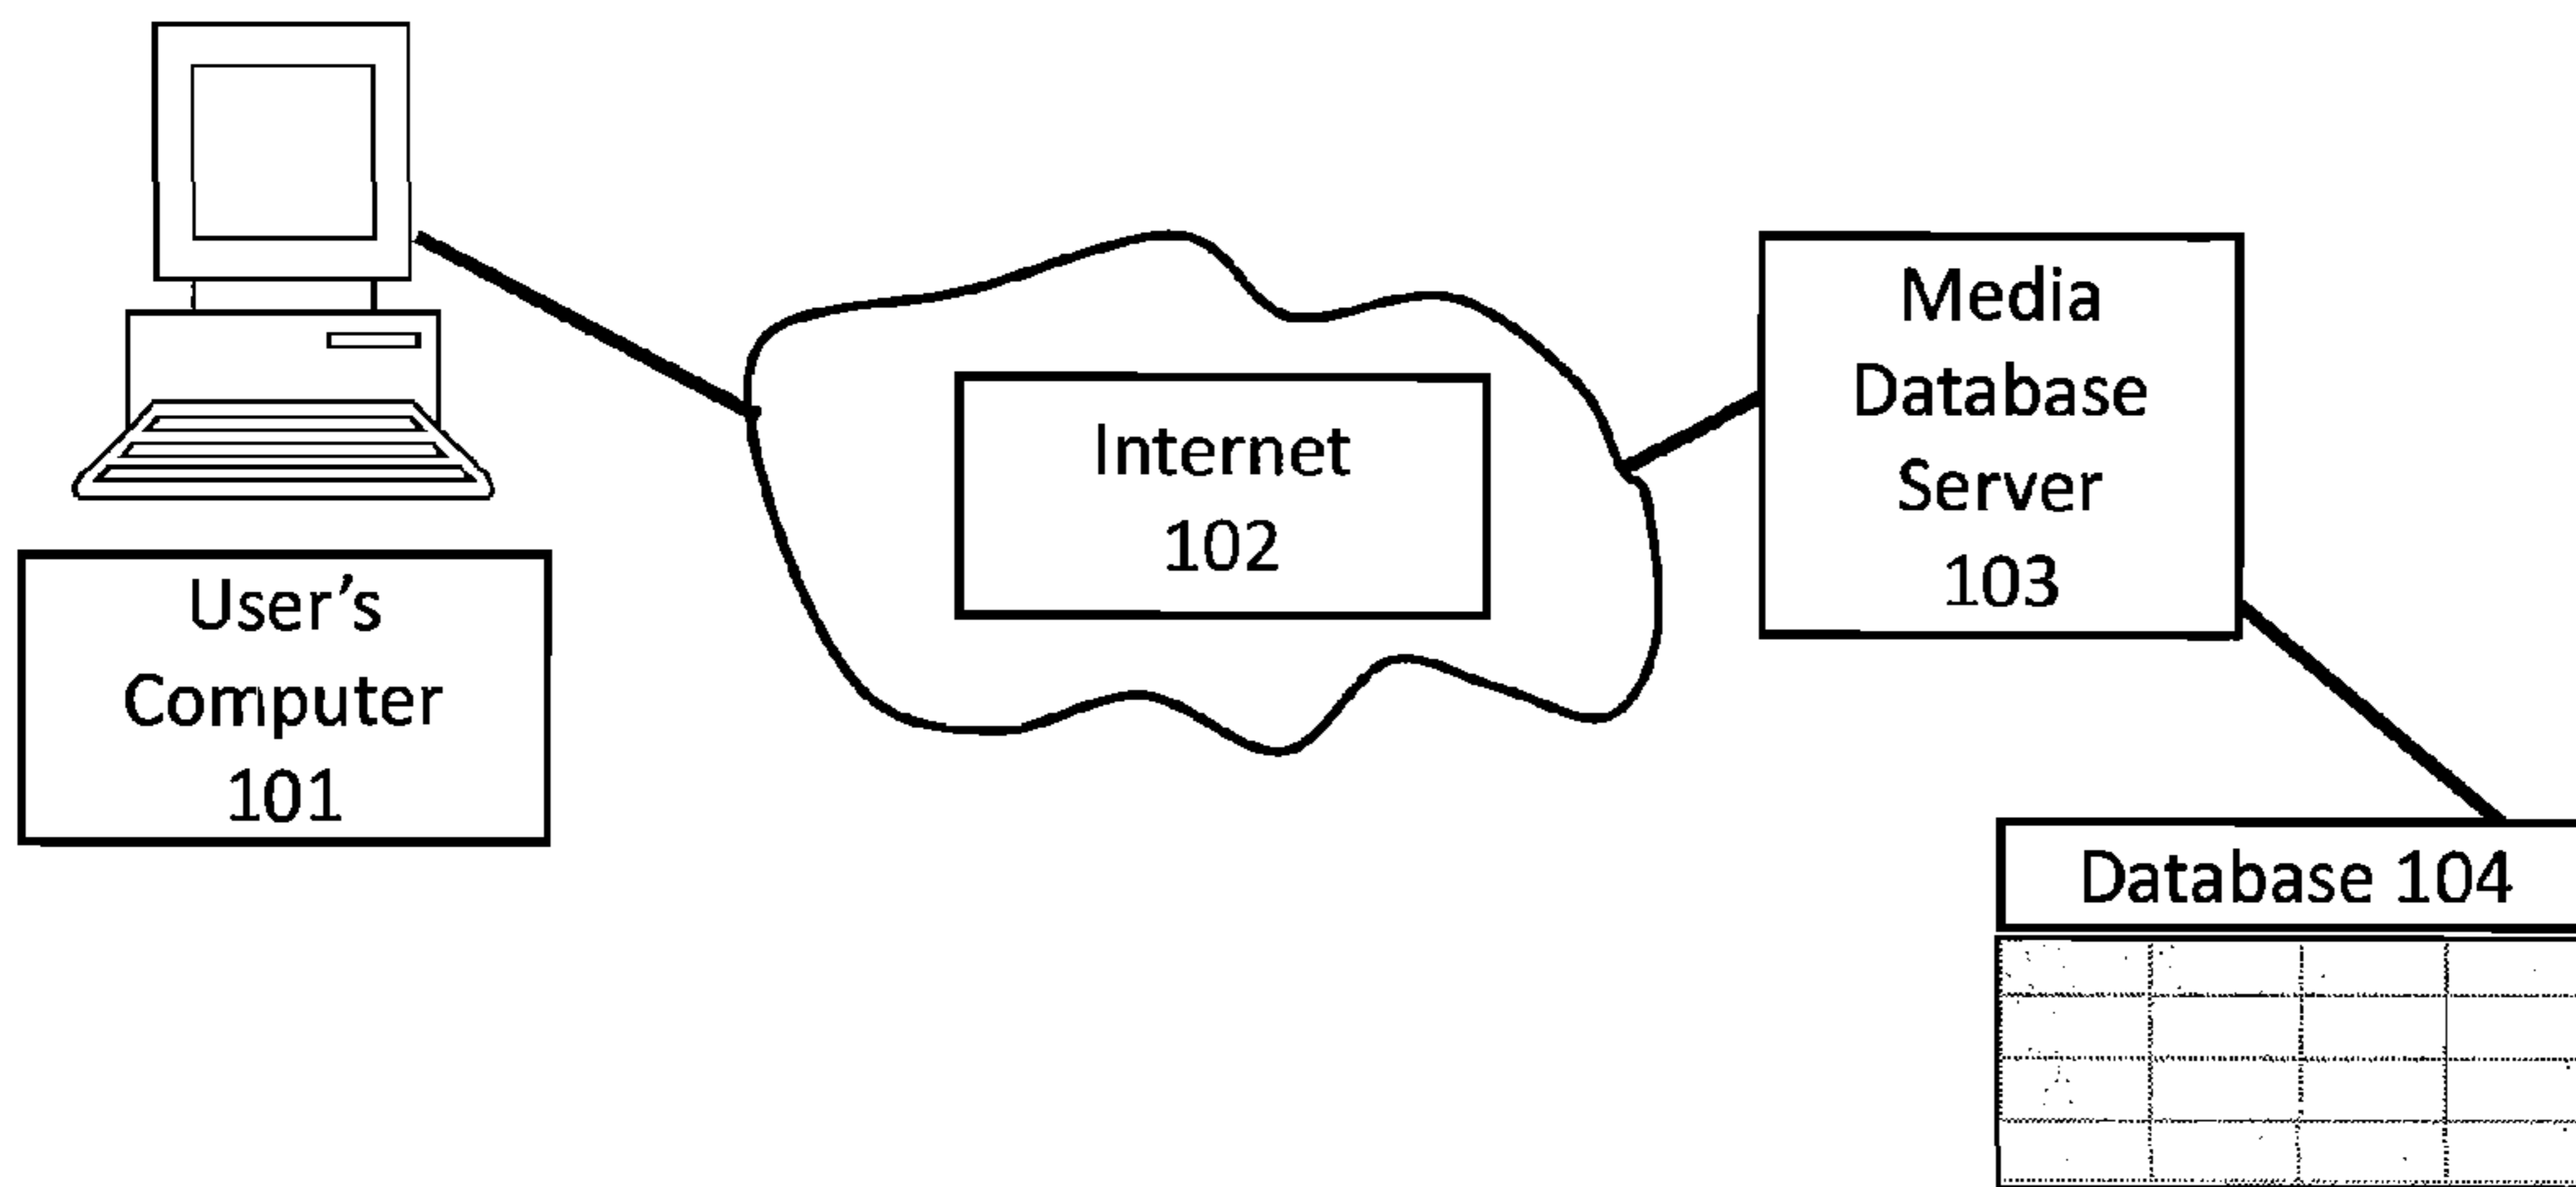 User's
Computer
101
Internet
102
Media
Database
Server
103
Database 104